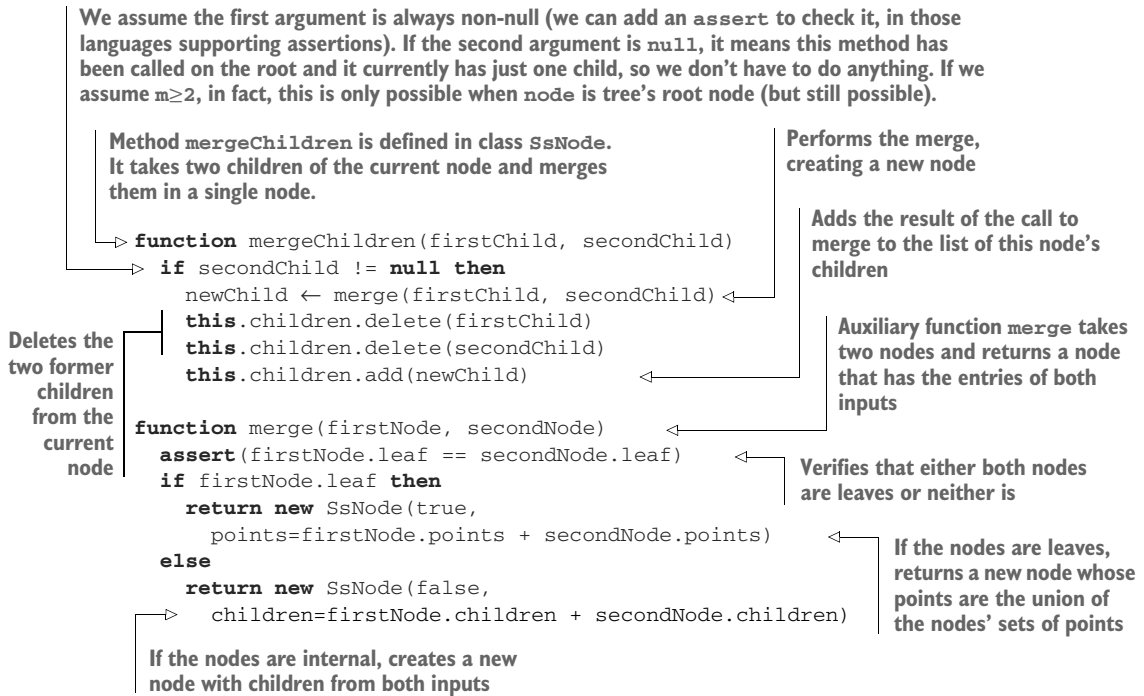 We assume the first argument is always non-null (we can add an assert to check it, in those
languages supporting assertions). If the second argument is null, it means this method has
been called on the root and it currently has just one child, so we don't have to do anything. If we
assume m≥2, in fact, this is only possible when node is tree's root node (but still possible).
Method mergeChildren is defined in class SsNode.
It takes two children of the current node and merges
them in a single node.
Performs the merge,
creating a new node
Adds the result of the call to
merge to the list of this node's
children
function mergeChildren(firstChild, secondChild)
if secondChild != null then
newChild ← merge(firstChild, secondChild)
this.children.delete(firstChild)
this.children.delete(secondChild)
this.children.add(newChild)
Deletes the
two former
children
from the
current
node
Auxiliary function merge takes
two nodes and returns a node
that has the entries of both
inputs
function merge(firstNode, secondNode)
assert(firstNode.leaf == secondNode.leaf)
if firstNode.leaf then
return new SsNode(true,
points=firstNode.points + secondNode.points)
else
return new SsNode(false,
children=firstNode.children + secondNode.children)
Verifies that either both nodes
are leaves or neither is
If the nodes are leaves,
returns a new node whose
points are the union of
the nodes' sets of points
If the nodes are internal, creates a new
node with children from both inputs